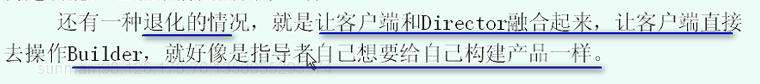 还有一种退化的情况，就是让客户端和Director融合起来，让客户端直接
去操作Builder，就好像是指导者自己想要给自己构建产品一样。